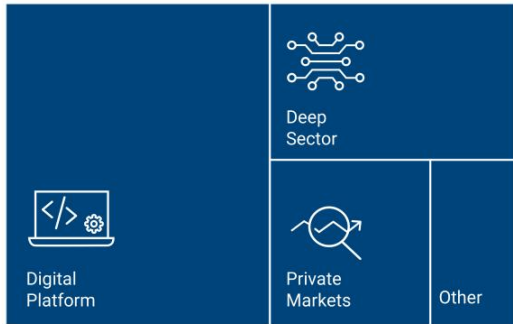 Deep
Sector
Digital
Platform
Private
Markets
Other